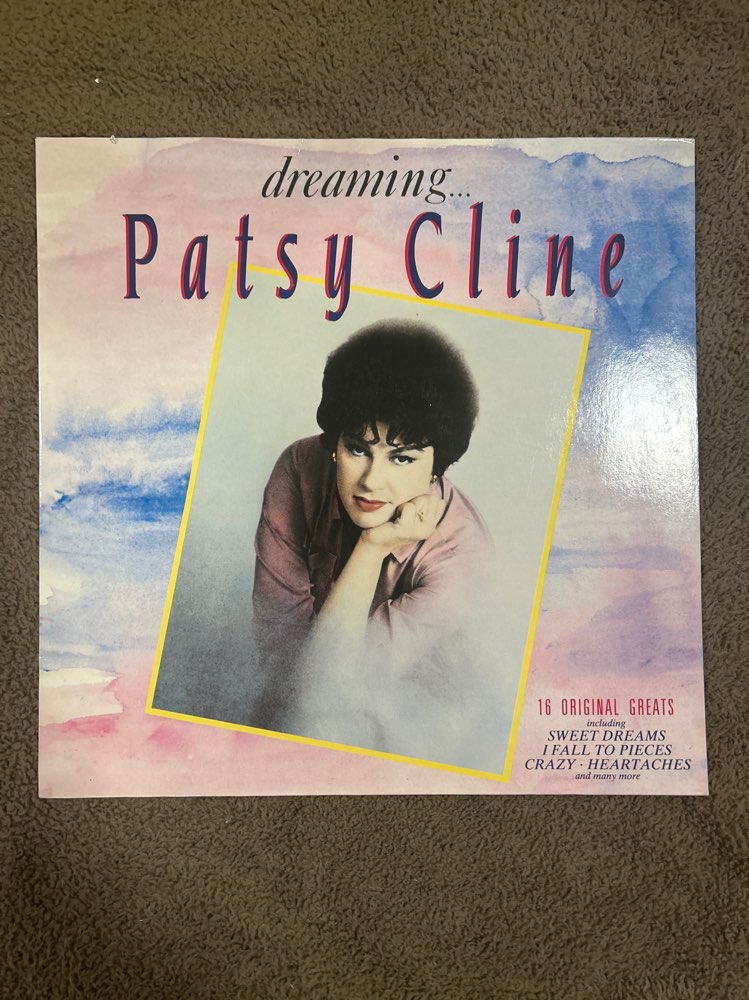 dreaming...
Patsy Cline
16 ORIGINAL GREATS
including
SWEET DREAMS
I FALL TO PIECES
CRAZY · HEARTACHES
and many more